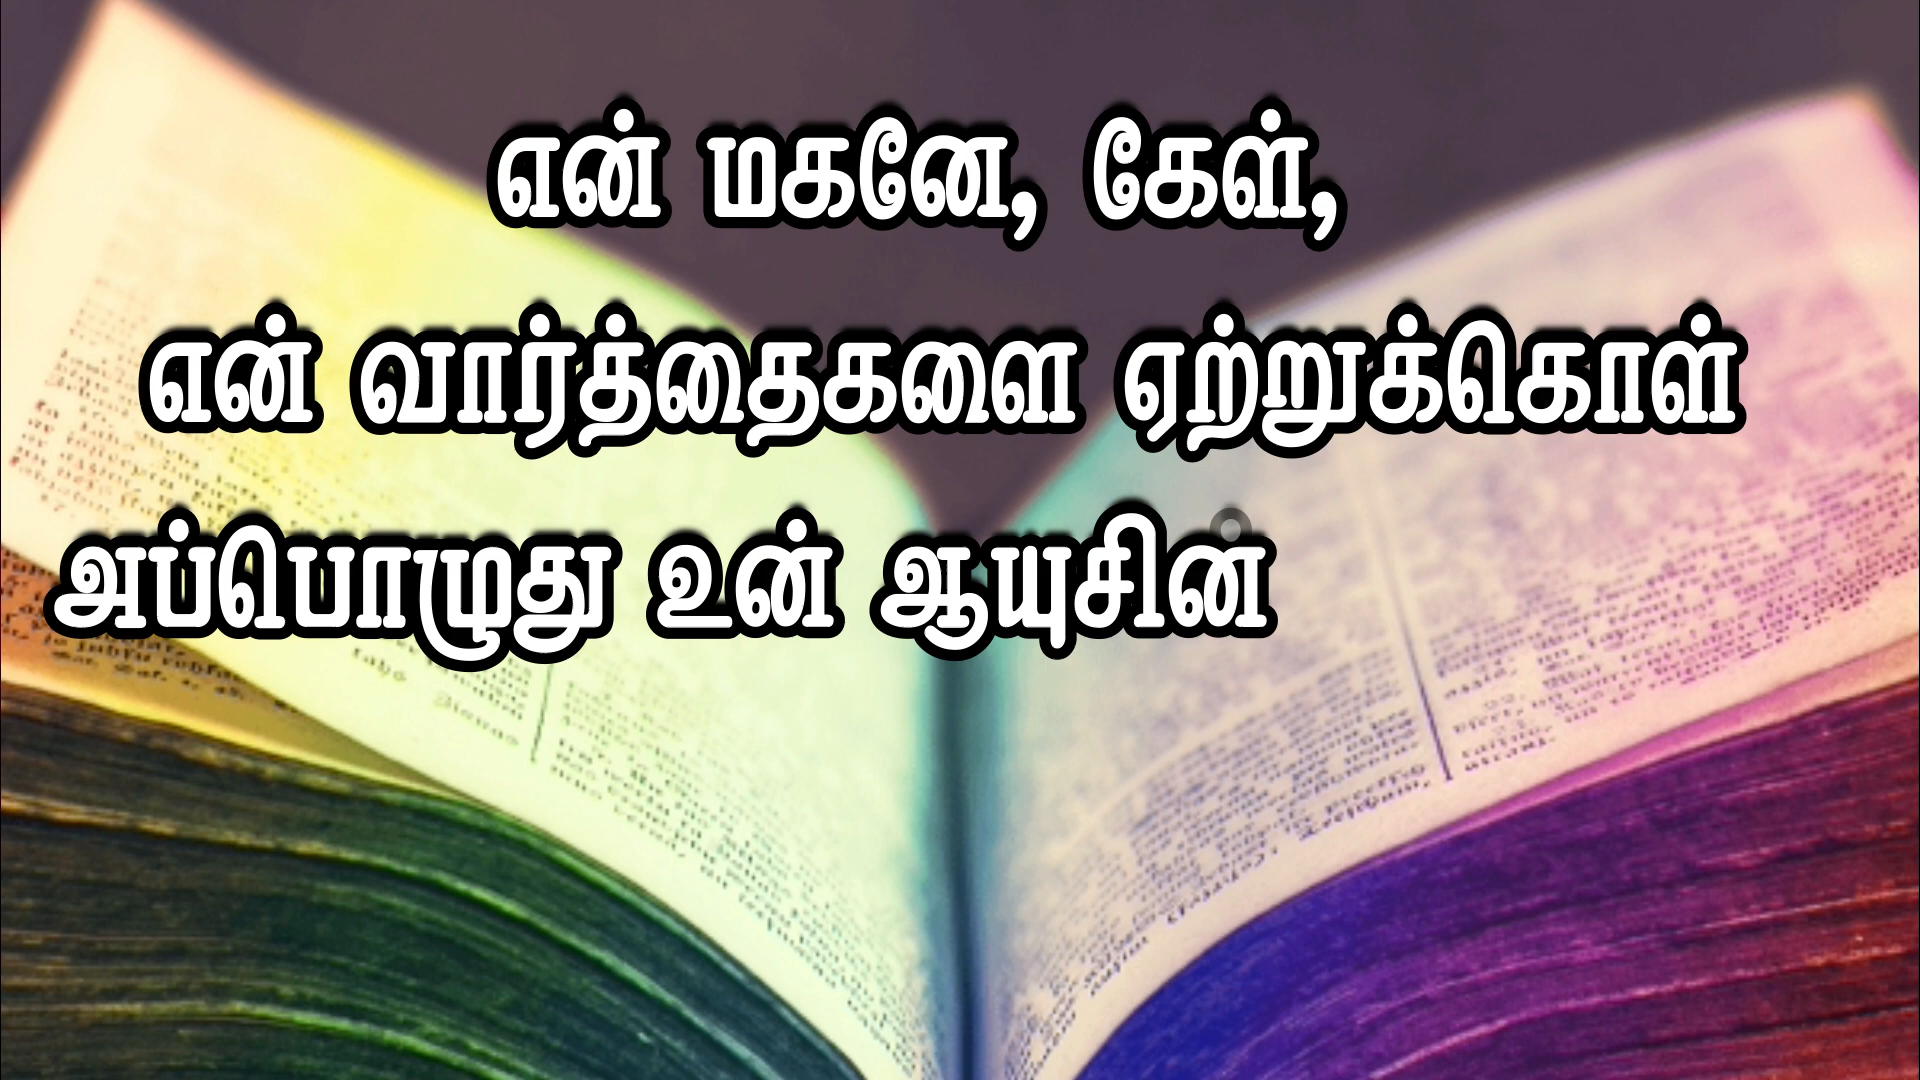 என் மகனே, கேள்,
என் வார்த்தைகளை ஏற்றுக்கொள்
அப்பொழுது உன் ஆயுசின்